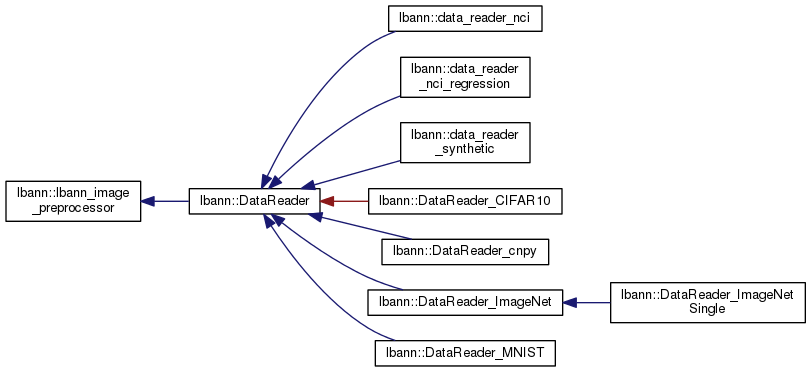 lbann::data_reader_nci
lbann::data_reader
_nci_regression
lbann::data_reader
_synthetic
lbann::lbann_image
_preprocessor
lbann::DataReader
lbann::DataReader_CIFAR10
lbann::DataReader_cnpy
lbann::DataReader_ImageNet
lbann::DataReader_ImageNet
Single
lbann::DataReader_MNIST